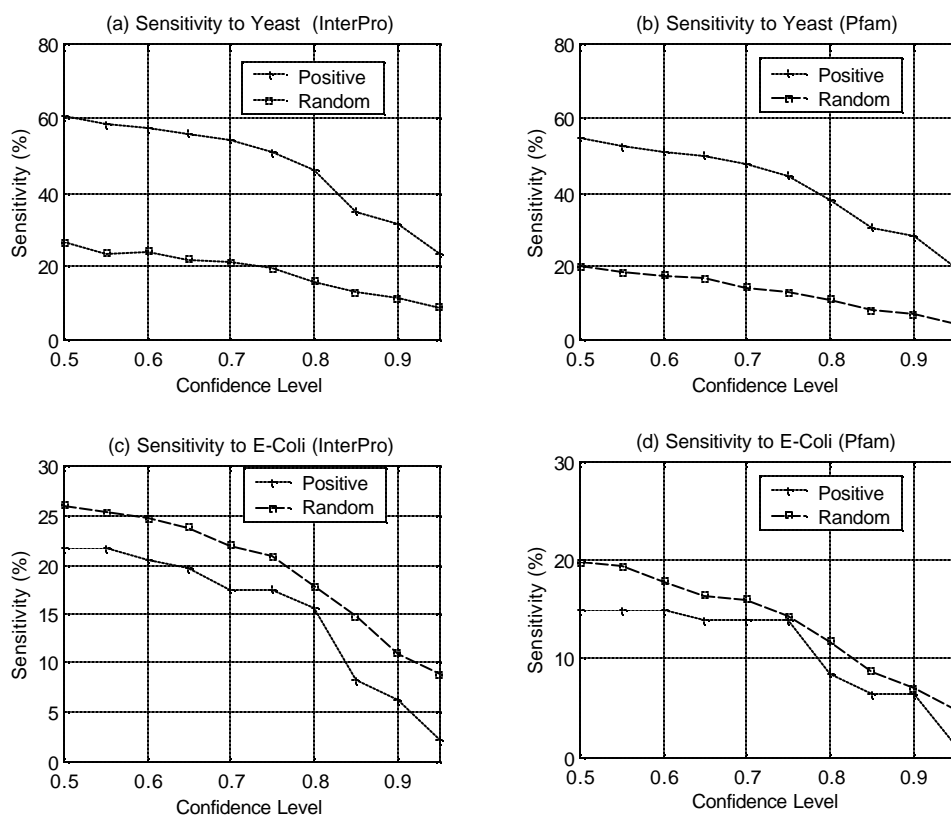 (a) Sensitivity to Yeast (InterPro)
80
60
40
20
0
Sensitivity (%)
Positive
Random
0.5 0.6 0.7 0.8 0.9
Confidence Level
(b) Sensitivity to Yeast (Pfam)
80
60
40
20
0
Sensitivity (%)
Positive
Random
0.5 0.6 0.7 0.8 0.9
Confidence Level
(c) Sensitivity to E-Coli (InterPro)
30
25
20
15
10
5
0
Sensitivity (%)
Positive
Random
0.5 0.6 0.7 0.8 0.9
Confidence Level
(d) Sensitivity to E-Coli (Pfam)
30
20
10
0
Sensitivity (%)
Positive
Random
0.5 0.6 0.7 0.8 0.9
Confidence Level